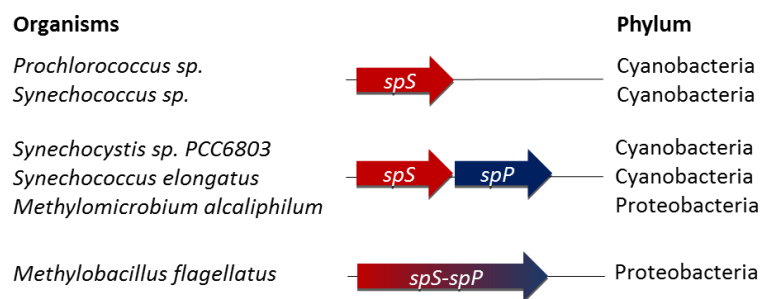 Organisms Phylum
Prochlorococcus sp. Cyanobacteria
spS
Synechococcus sp. Cyanobacteria
Synechocystis sp. PCC6803 Cyanobacteria
Synechococcus elongatus spS spP Cyanobacteria
Methylomicrobium alcaliphilum Proteobacteria
Methylobacillus flagellatus spS-spP Proteobacteria